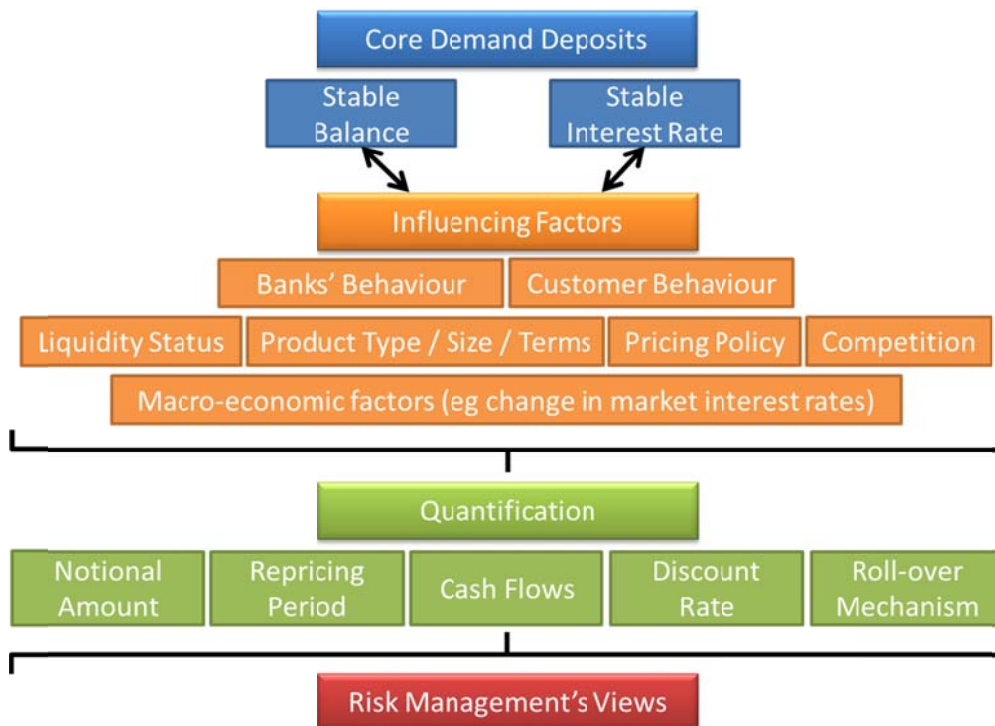 Core Demand Deposits
Stable
Balance
Stable
Interest Rate
Influencing Factors
Banks' Behaviour
Customer Behaviour
Liquidity Status
Product Type / Size / Terms
Pricing Policy
Competition
Macro-economic factors (eg change in market interest rates)
Quantification
Notional
Amount
Repricing
Period
Cash Flows
Discount
Rate
Roll-over
Mechanism
Risk Management's Views